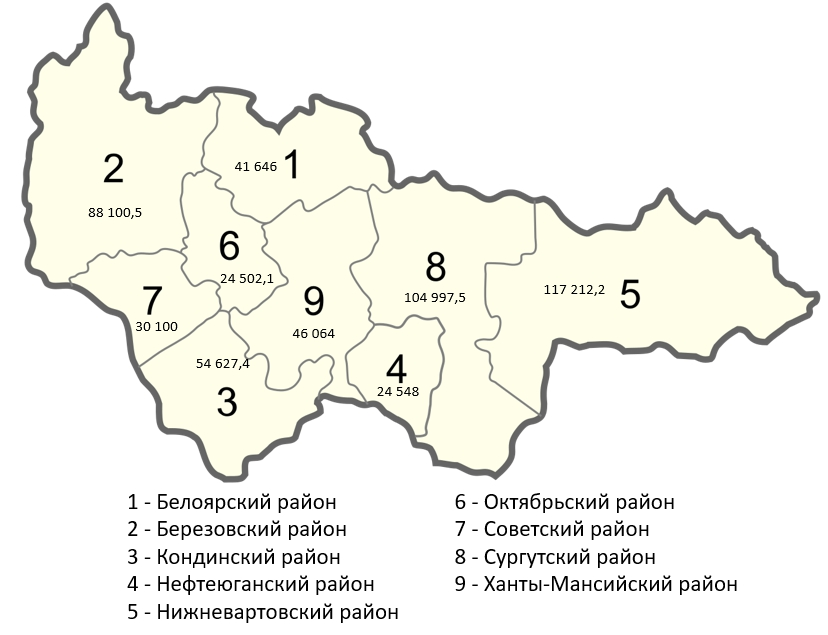 1
41 646
2
88 100,5
6
24 502,1
8
104 997,5
5
117 212,2
7
30 100
9
46 064
54 627,4
3
4
24 548
1 - Белоярский район
2 - Березовский район
3 - Кондинский район
4 - Нефтеюганский район
5 - Нижневартовский район
6 - Октябрьский район
7 - Советский район
8 - Сургутский район
9 - Ханты-Мансийский район